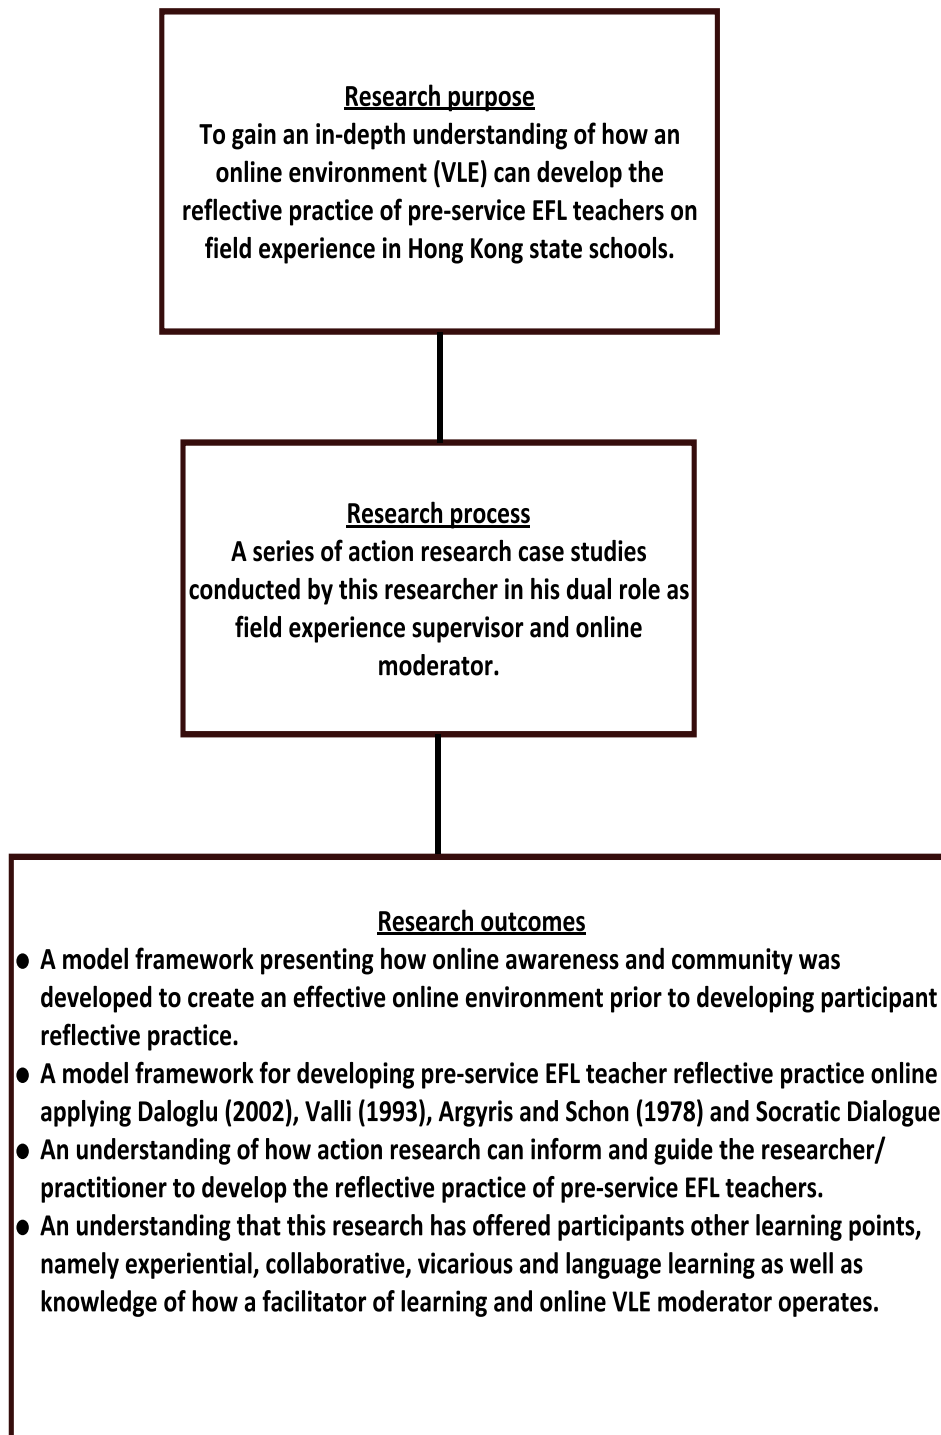 Research purpose
To gain an in-depth understanding of how an
online environment (VLE) can develop the
reflective practice of pre-service EFL teachers on
field experience in Hong Kong state schools.
Research process
A series of action research case studies
conducted by this researcher in his dual role as
field experience supervisor and online
moderator.
Research outcomes
● A model framework presenting how online awareness and community was
developed to create an effective online environment prior to developing participant
reflective practice.
● A model framework for developing pre-service EFL teacher reflective practice online
applying Daloglu (2002), Valli (1993), Argyris and Schon (1978) and Socratic Dialogue
● An understanding of how action research can inform and guide the researcher/
practitioner to develop the reflective practice of pre-service EFL teachers.
● An understanding that this research has offered participants other learning points,
namely experiential, collaborative, vicarious and language learning as well as
knowledge of how a facilitator of learning and online VLE moderator operates.